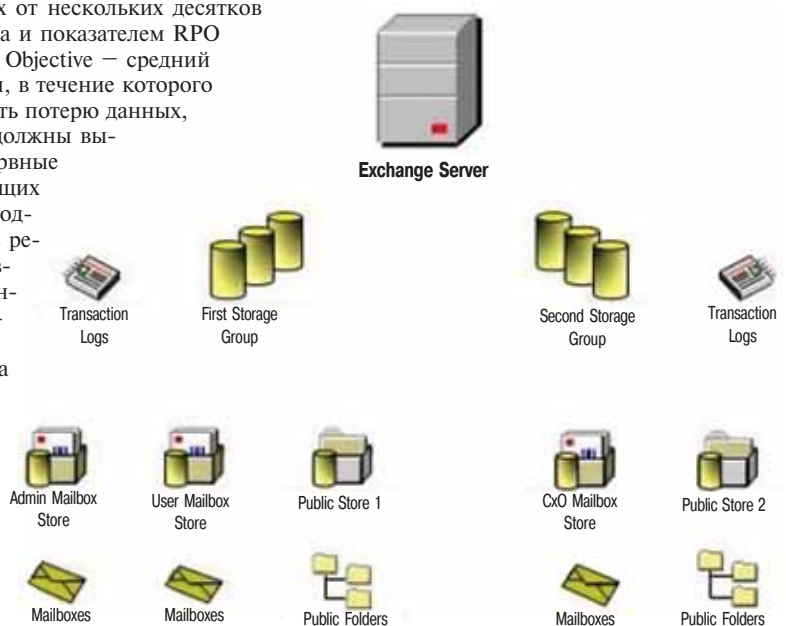 х от нескольких десятков
а и показателем RPO
Objective – средний
, в течение которого
ть потерю данных,
должны вы-
рвные
щих
од-
ре-
в-
н-
-
а
Exchange Server
Transaction
Logs
First Storage
Group
Second Storage
Group
Transaction
Logs
Admin Mailbox
Store
User Mailbox
Store
Public Store 1
CxO Mailbox
Store
Public Store 2
Mailboxes
Mailboxes
Public Folders
Mailboxes
Public Folders